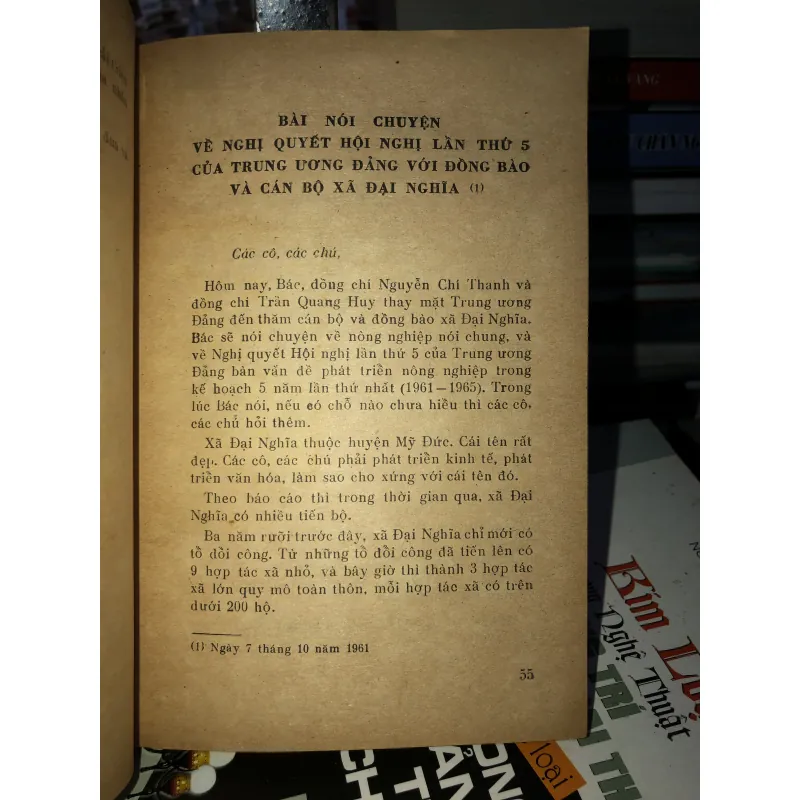 BÀI NÓI CHUYỆN
VỀ NGHỊ QUYẾT HỘI NGHỊ LẦN THỨ 5
CỦA TRUNG ƯƠNG ĐẢNG VỚI ĐỒNG BÀO
VÀ CÁN BỘ XÃ ĐẠI NGHĨA (1)
Các cô, các chú,
Hôm nay, Bác, đồng chí Nguyễn Chí Thanh và
đồng chí Trần Quang Huy thay mặt Trung ương
Đảng đến thăm cán bộ và đồng bào xã Đại Nghĩa.
Bác sẽ nói chuyện về nông nghiệp nói chung, và
về Nghị quyết Hội nghị lần thứ 5 của Trung ương
Đảng bàn vấn đề phát triển nông nghiệp trong
kế hoạch 5 năm lần thứ nhất (1961 — 1965). Trong
lúc Bác nói, nếu có chỗ nào chưa hiểu thì các cô,
các chú hỏi thêm.
Xã Đại Nghĩa thuộc huyện Mỹ Đức. Cái tên rất
đẹp. Các cô, các chú phải phát triển kinh tế, phát
triển văn hóa, làm sao cho xứng với cái tên đó.
Theo báo cáo thì trong thời gian qua, xã Đại
Nghĩa có nhiều tiến bộ.
Ba năm rưỡi trước đây, xã Đại Nghĩa chỉ mới có
tổ đổi công. Từ những tổ đổi công đã tiến lên có
9 hợp tác xã nhỏ, và bây giờ thì thành 3 hợp tác
xã lớn quy mô toàn thôn, mỗi hợp tác xã có trên
dưới 200 hộ.
(1) Ngày 7 tháng 10 năm 1961
55
Kim
Nghệ Thuật
TRÍ
loại